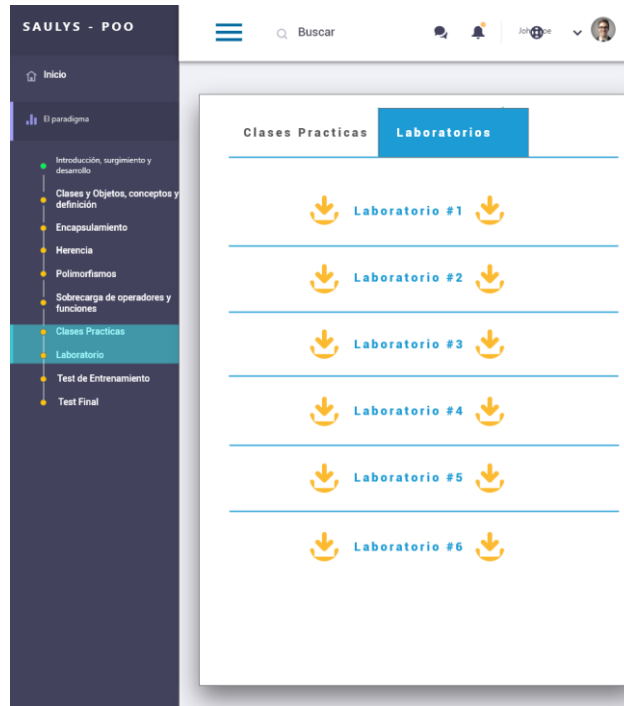 SAULYS - POO
Buscar
Inicio
El paradigma
Introducción, surgimiento y
desarrollo
Clases y Objetos, conceptos y
definición
Encapsulamiento
Herencia
Polimorfismos
Sobrecarga de operadores y
funciones
Clases Practicas
Laboratorio
Test de Entrenamiento
Test Final
Clases Practicas
Laboratorios
Laboratorio #1
Laboratorio #2
Laboratorio #3
Laboratorio #4
Laboratorio #5
Laboratorio #6